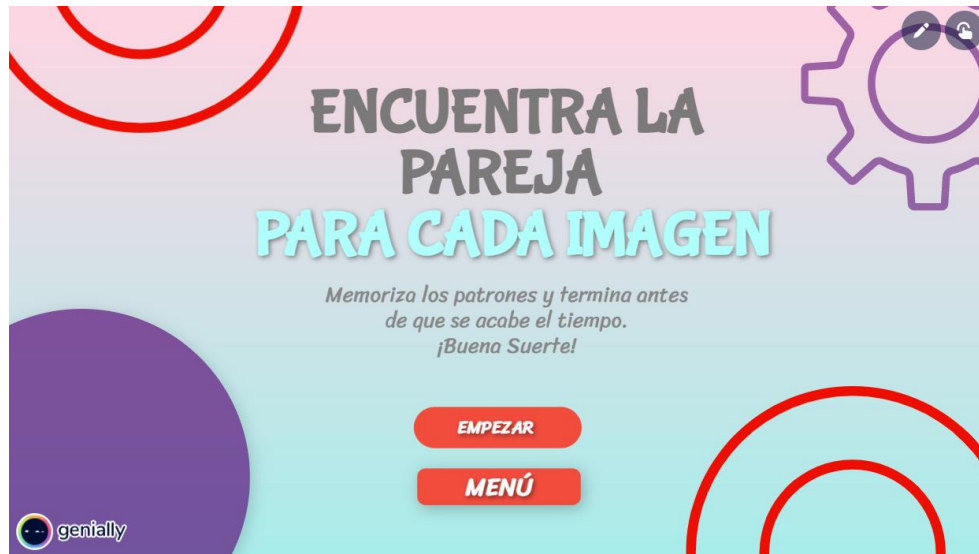 ENCUENTRA LA
PAREJA
PARA CADA IMAGEN
Memoriza los patrones y termina antes
de que se acabe el tiempo.
¡Buena Suerte!
EMPEZAR
MENÚ
genially